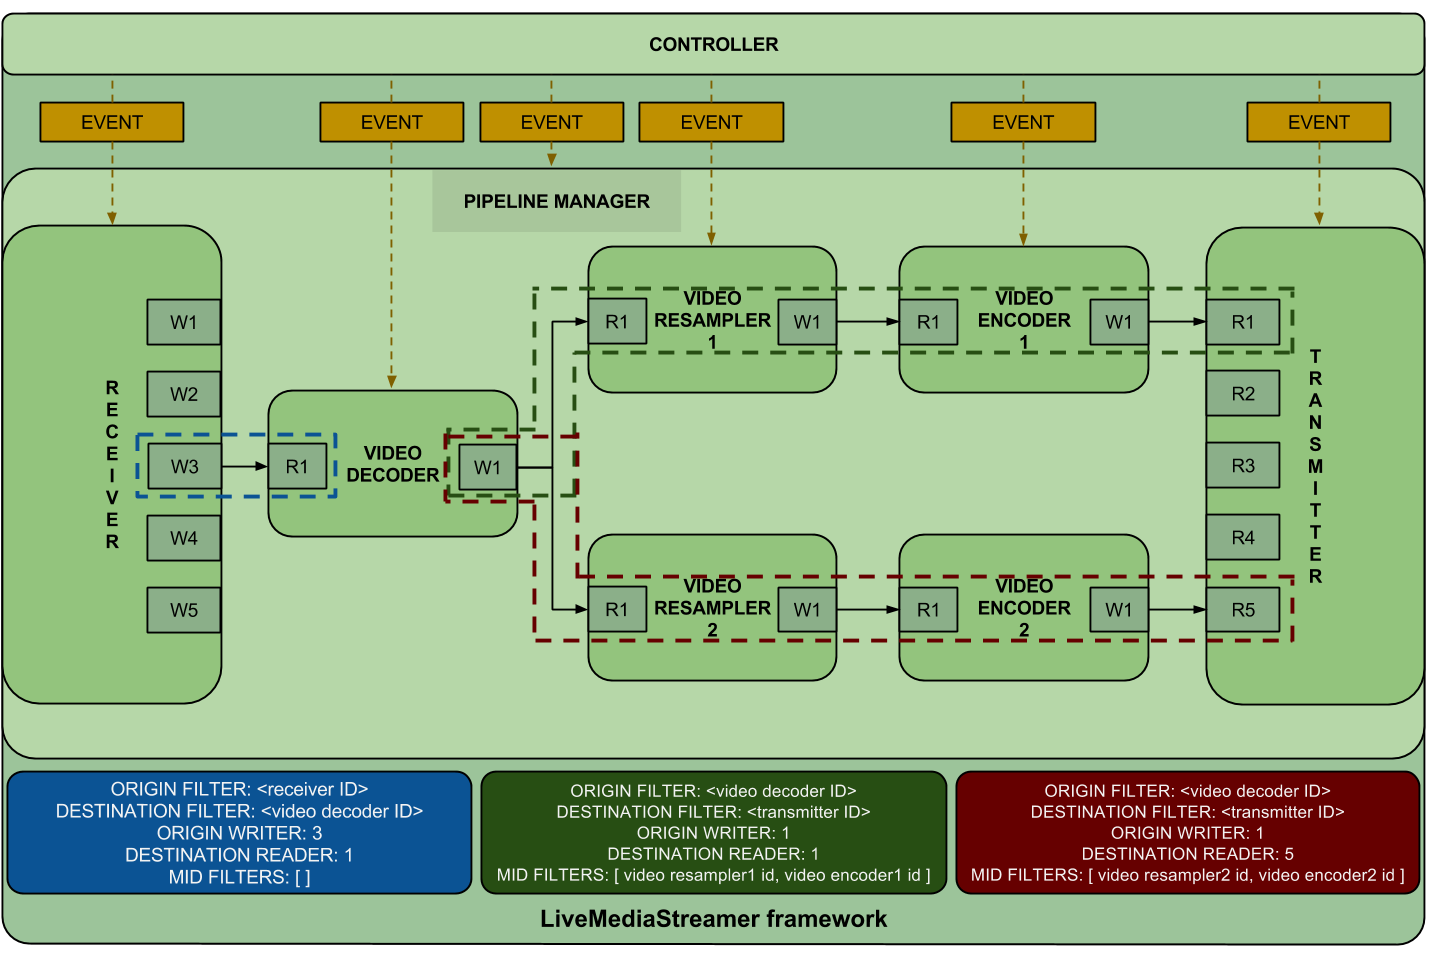 CONTROLLER
EVENT
EVENT
EVENT
EVENT
EVENT
EVENT
PIPELINE MANAGER
RECEIVER
W1
W2
W3
W4
W5
R1
VIDEO
DECODER
W1
R1
VIDEO
RESAMPLER
1
W1
R1
VIDEO
ENCODER
1
W1
R1
VIDEO
RESAMPLER
2
W1
R1
VIDEO
ENCODER
2
W1
R1
R2
R3
R4
R5
TRANSMITTER
ORIGIN FILTER: <receiver ID>
DESTINATION FILTER: <video decoder ID>
ORIGIN WRITER: 3
DESTINATION READER: 1
MID FILTERS: [ ]
ORIGIN FILTER: <video decoder ID>
DESTINATION FILTER: <transmitter ID>
ORIGIN WRITER: 1
DESTINATION READER: 1
MID FILTERS: [ video resampler1 id, video encoder1 id ]
ORIGIN FILTER: <video decoder ID>
DESTINATION FILTER: <transmitter ID>
ORIGIN WRITER: 1
DESTINATION READER: 5
MID FILTERS: [ video resampler2 id, video encoder2 id ]
LiveMediaStreamer framework